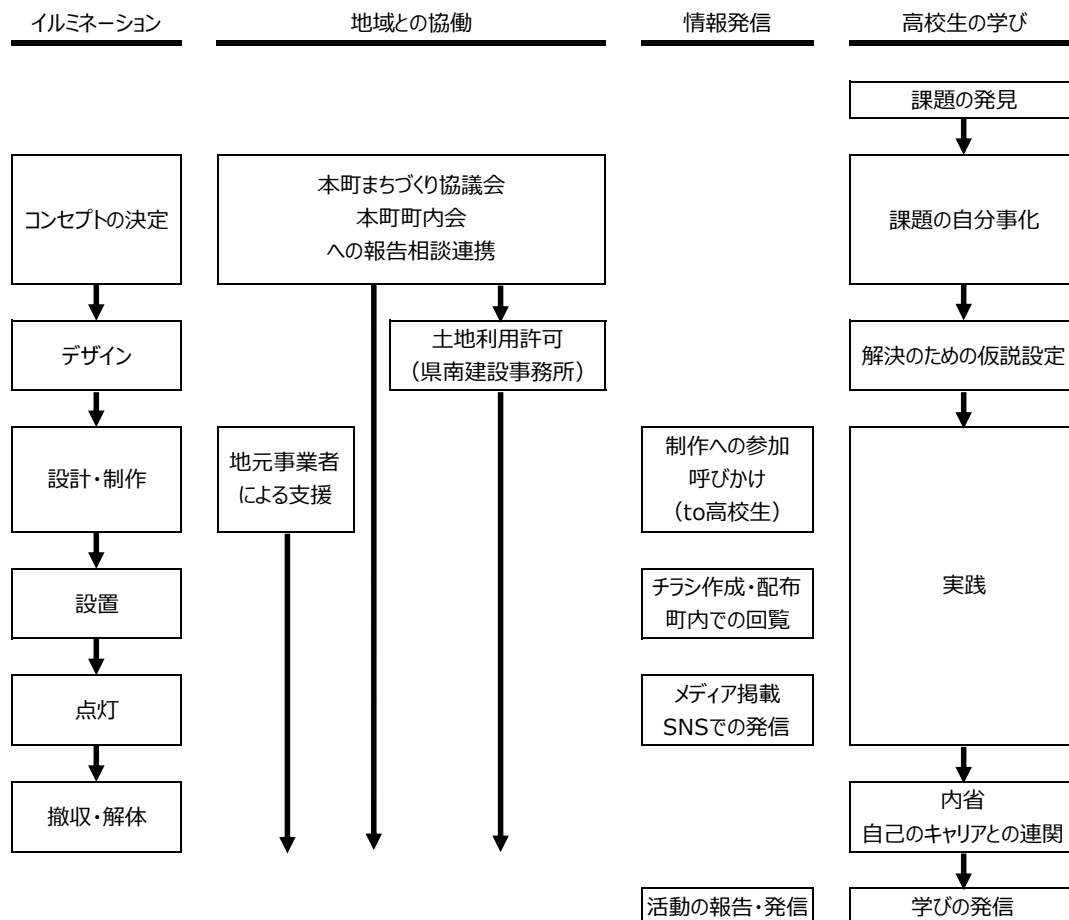 イルミネーション
地域との協働
情報発信
高校生の学び
課題の発見
コンセプトの決定
本町まちづくり協議会
本町町内会
への報告相談連携
課題の自分事化
デザイン
土地利用許可
（県南建設事務所）
解決のための仮説設定
設計・制作
地元事業者
による支援
制作への参加
呼びかけ
（to高校生）
実践
設置
チラシ作成・配布
町内での回覧
点灯
メディア掲載
SNSでの発信
撤収・解体
内省
自己のキャリアとの連関
活動の報告・発信
学びの発信